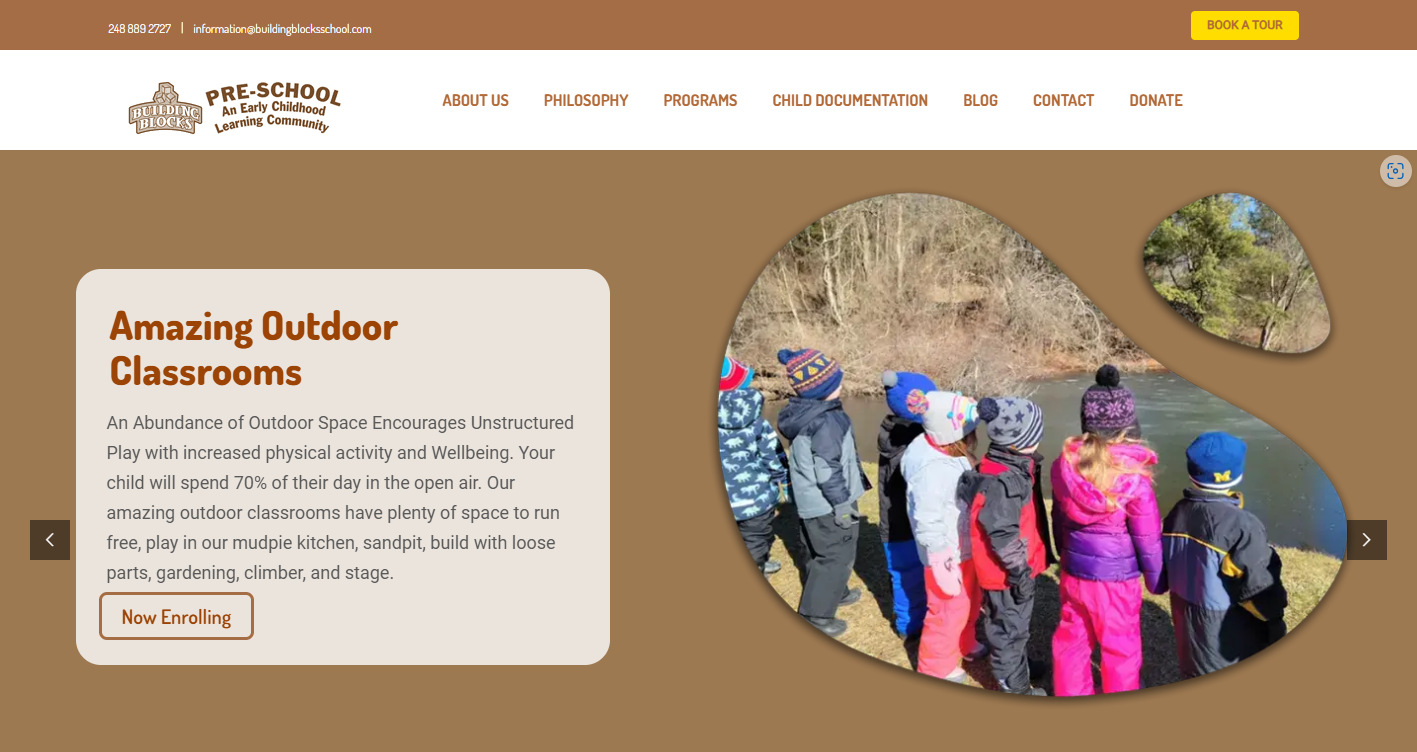 248 889 2727 | information@buildingblocksschool.com
BOOK A TOUR
BUILDING
BLOCKS
PRE-SCHOOL
An Early Childhood
Learning Community
ABOUT US PHILOSOPHY PROGRAMS CHILD DOCUMENTATION BLOG CONTACT DONATE
Amazing Outdoor
Classrooms
An Abundance of Outdoor Space Encourages Unstructured
Play with increased physical activity and Wellbeing. Your
child will spend 70% of their day in the open air. Our
amazing outdoor classrooms have plenty of space to run
free, play in our mudpie kitchen, sandpit, build with loose
parts, gardening, climber, and stage.
Now Enrolling
M